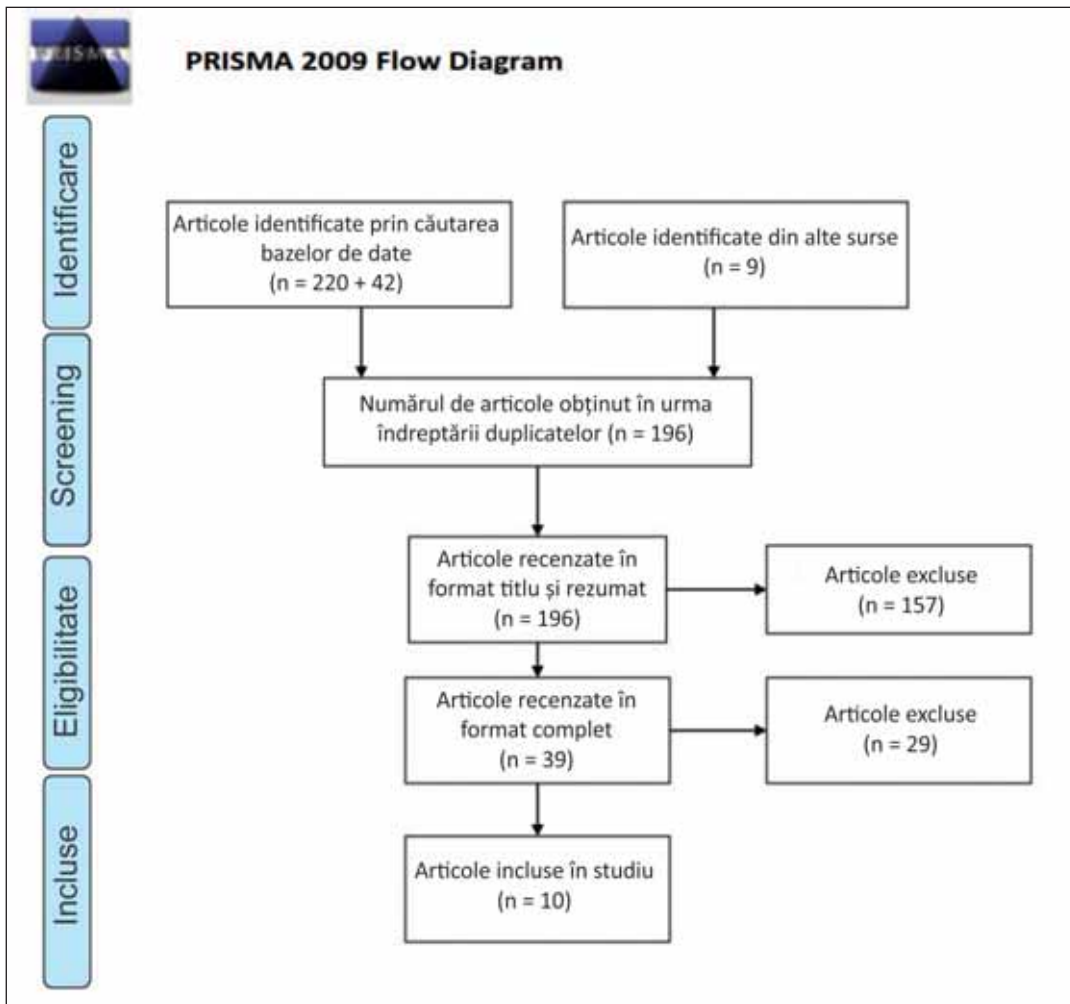 PRISMA
PRISMA 2009 Flow Diagram
Identificare
Articole identificate prin căutarea
bazelor de date
(n = 220 + 42)
Articole identificate din alte surse
(n = 9)
Screening
Numărul de articole obținut în urma
îndreptării duplicatelor (n = 196)
Eligibilitate
Articole recenzate în
format titlu și rezumat
(n = 196)
Articole excluse
(n = 157)
Articole recenzate în
format complet
(n = 39)
Articole excluse
(n = 29)
Incluse
Articole incluse în studiu
(n = 10)